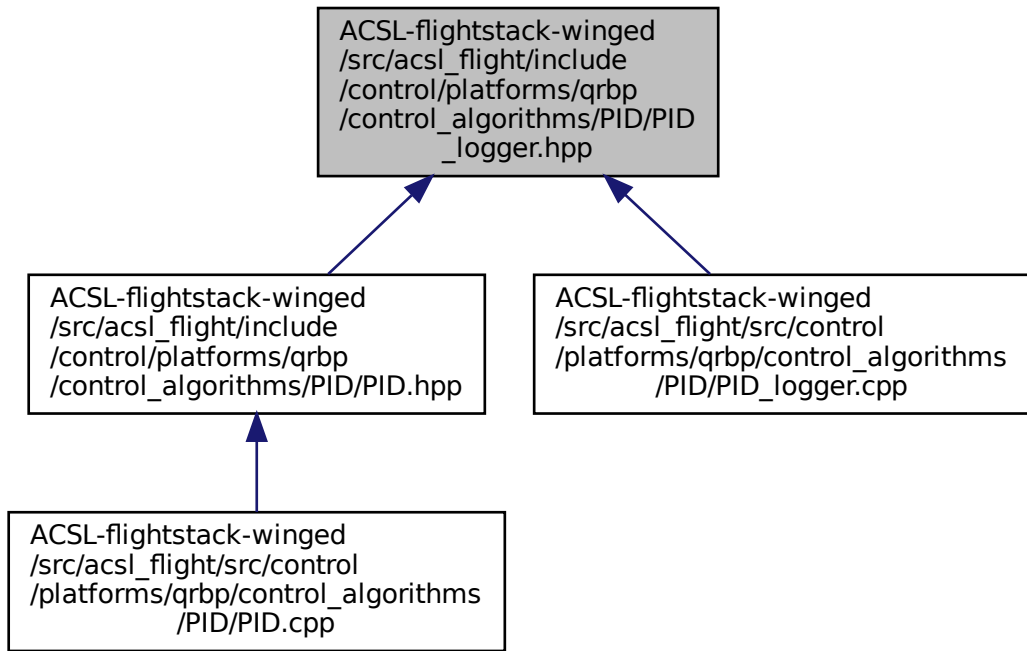 ACSL-flightstack-winged
/src/acsl_flight/include
/control/platforms/qrbp
/control_algorithms/PID/PID
_logger.hpp
ACSL-flightstack-winged
/src/acsl_flight/include
/control/platforms/qrbp
/control_algorithms/PID/PID.hpp
ACSL-flightstack-winged
/src/acsl_flight/src/control
/platforms/qrbp/control_algorithms
/PID/PID_logger.cpp
ACSL-flightstack-winged
/src/acsl_flight/src/control
/platforms/qrbp/control_algorithms
/PID/PID.cpp